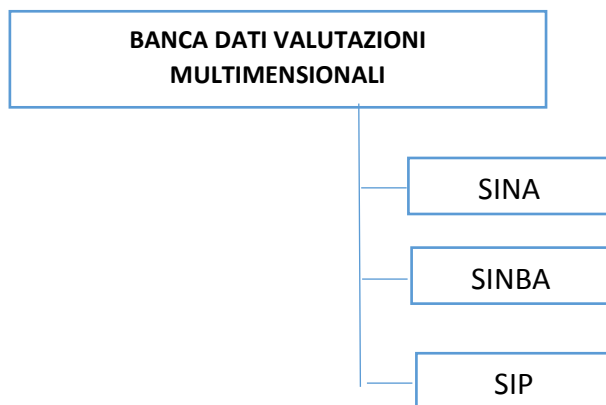 BANCA DATI VALUTAZIONI
MULTIMENSIONALI
SINA
SINBA
SIP